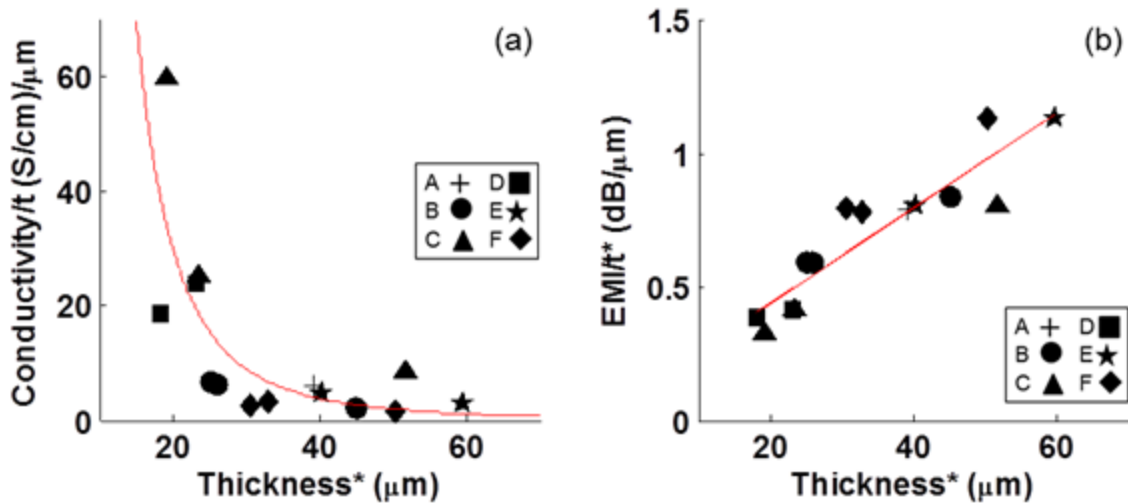 (a)
Conductivity/t (S/cm)/μm
60
40
20
0
20 40 60
Thickness* (μm)
A D
B E
C F
(b)
EMI/t* (dB/μm)
1.5
1
0.5
0
20 40 60
Thickness* (μm)
A D
B E
C F